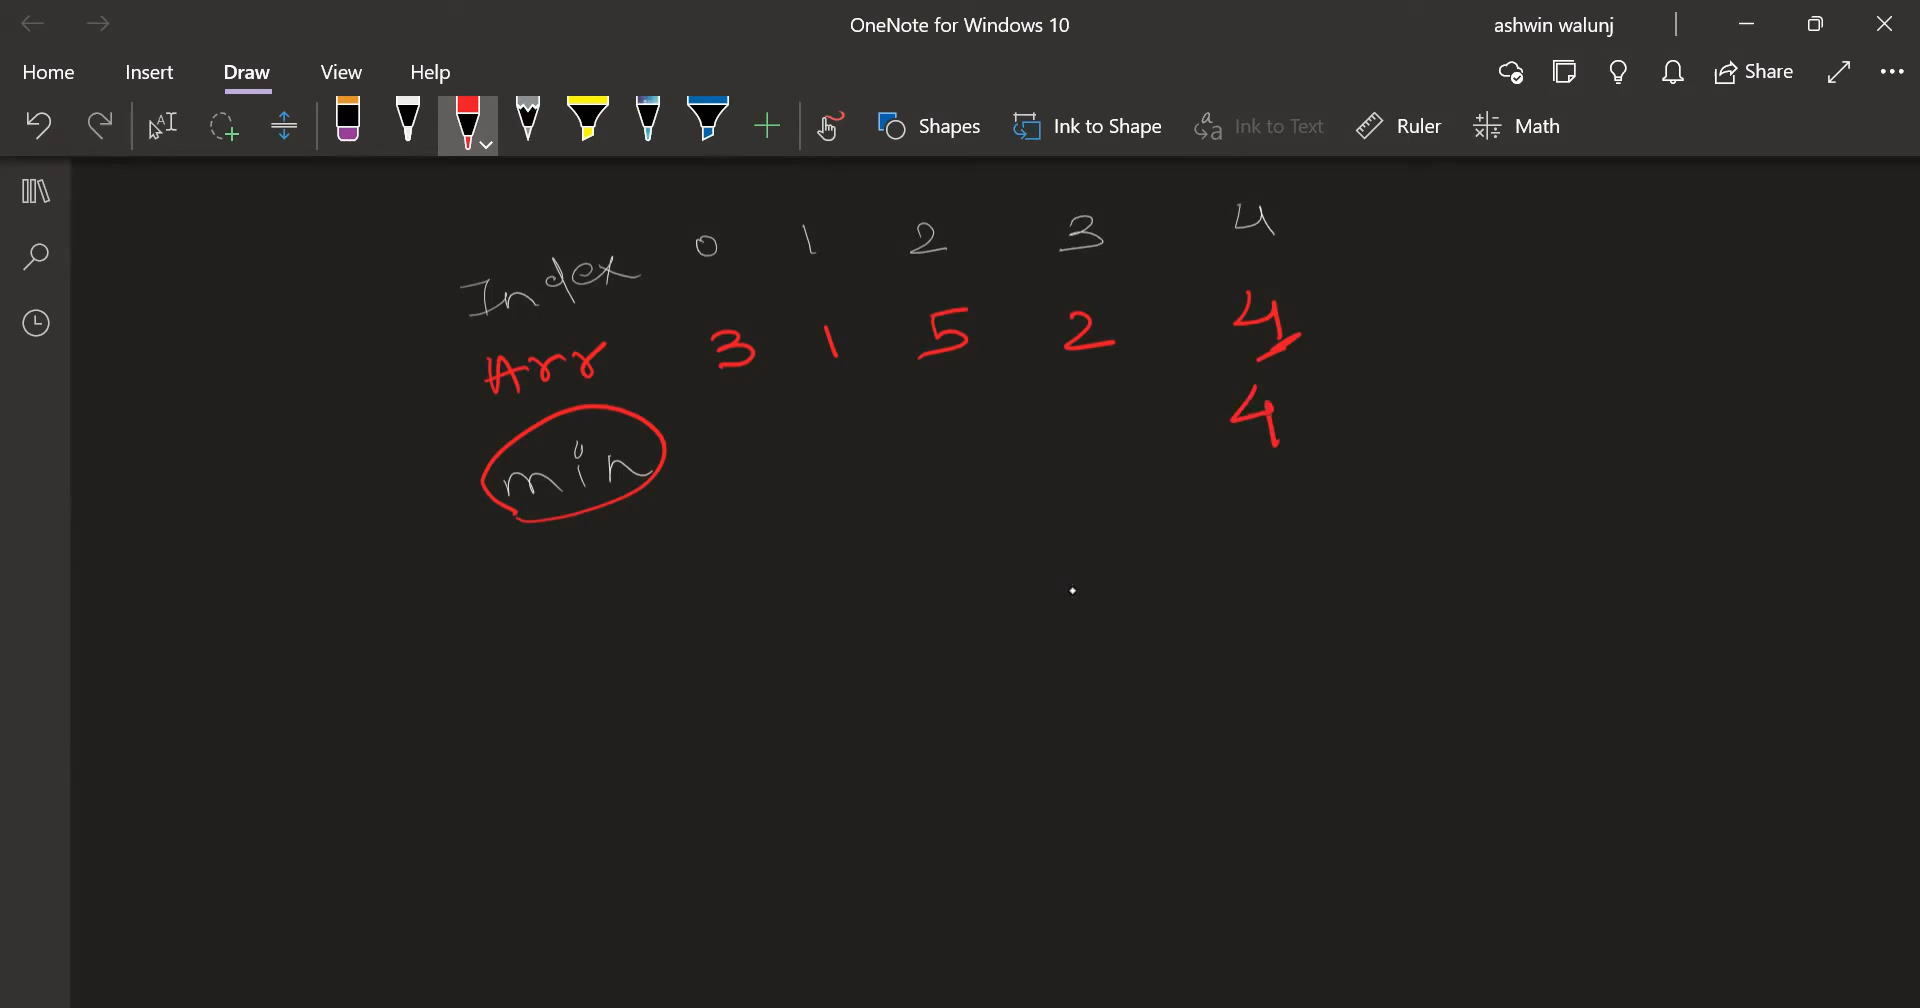 OneNote for Windows 10 ashwin walunj
Home Insert Draw View Help Share
Shapes Ink to Shape Ink to Text Ruler Math
Index 0 1 2 3 4
Arr 3 1 5 2 4
min 4